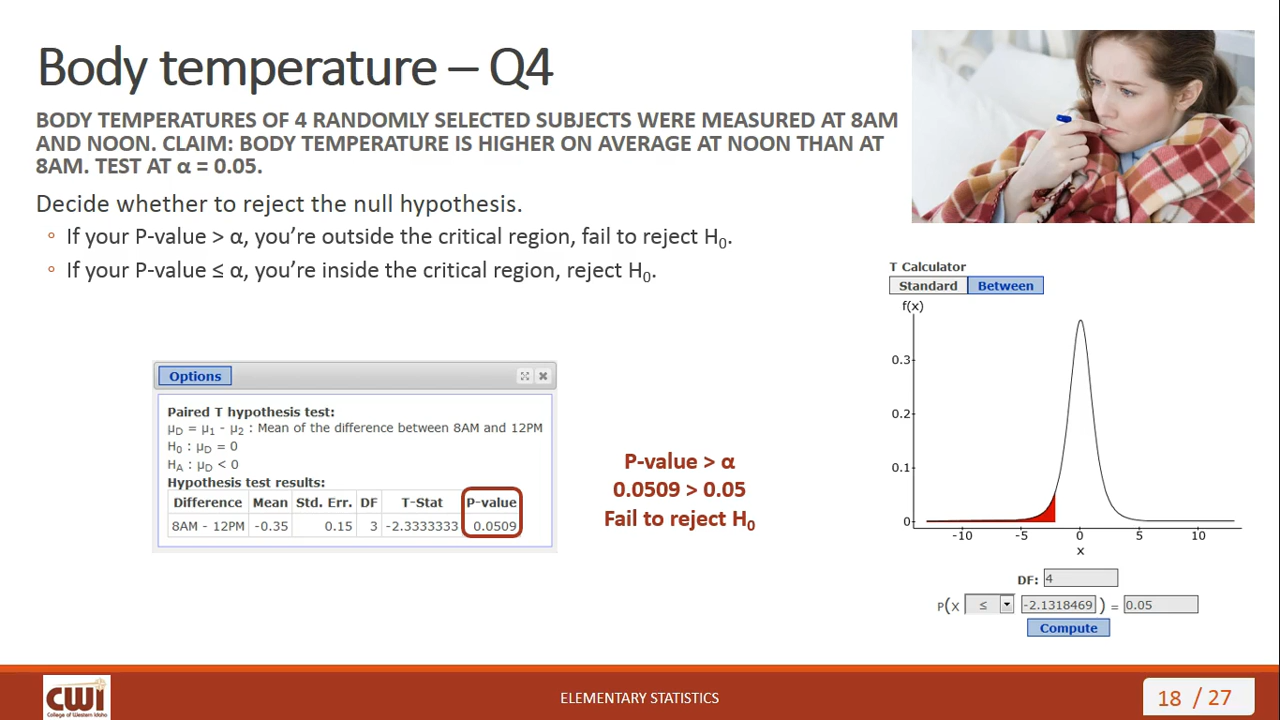 Body temperature – Q4
BODY TEMPERATURES OF 4 RANDOMLY SELECTED SUBJECTS WERE MEASURED AT 8AM
AND NOON. CLAIM: BODY TEMPERATURE IS HIGHER ON AVERAGE AT NOON THAN AT
8AM. TEST AT α = 0.05.
Decide whether to reject the null hypothesis.
◦ If your P-value > α, you’re outside the critical region, fail to reject H₀.
◦ If your P-value ≤ α, you’re inside the critical region, reject H₀.
Options
Paired T hypothesis test:
μD = μ₁ - μ₂ : Mean of the difference between 8AM and 12PM
H₀ : μD = 0
HA : μD < 0
Hypothesis test results:
Difference Mean Std. Err. DF T-Stat P-value
8AM - 12PM -0.35 0.15 3 -2.3333333 0.0509
P-value > α
0.0509 > 0.05
Fail to reject H₀
T Calculator
Standard Between
f(x)
0.3
0.2
0.1
0
-10 -5 0 5 10
x
DF: 4
P(X ≤ -2.1318469) = 0.05
Compute
CWI
College of Western Idaho
ELEMENTARY STATISTICS
18 / 27